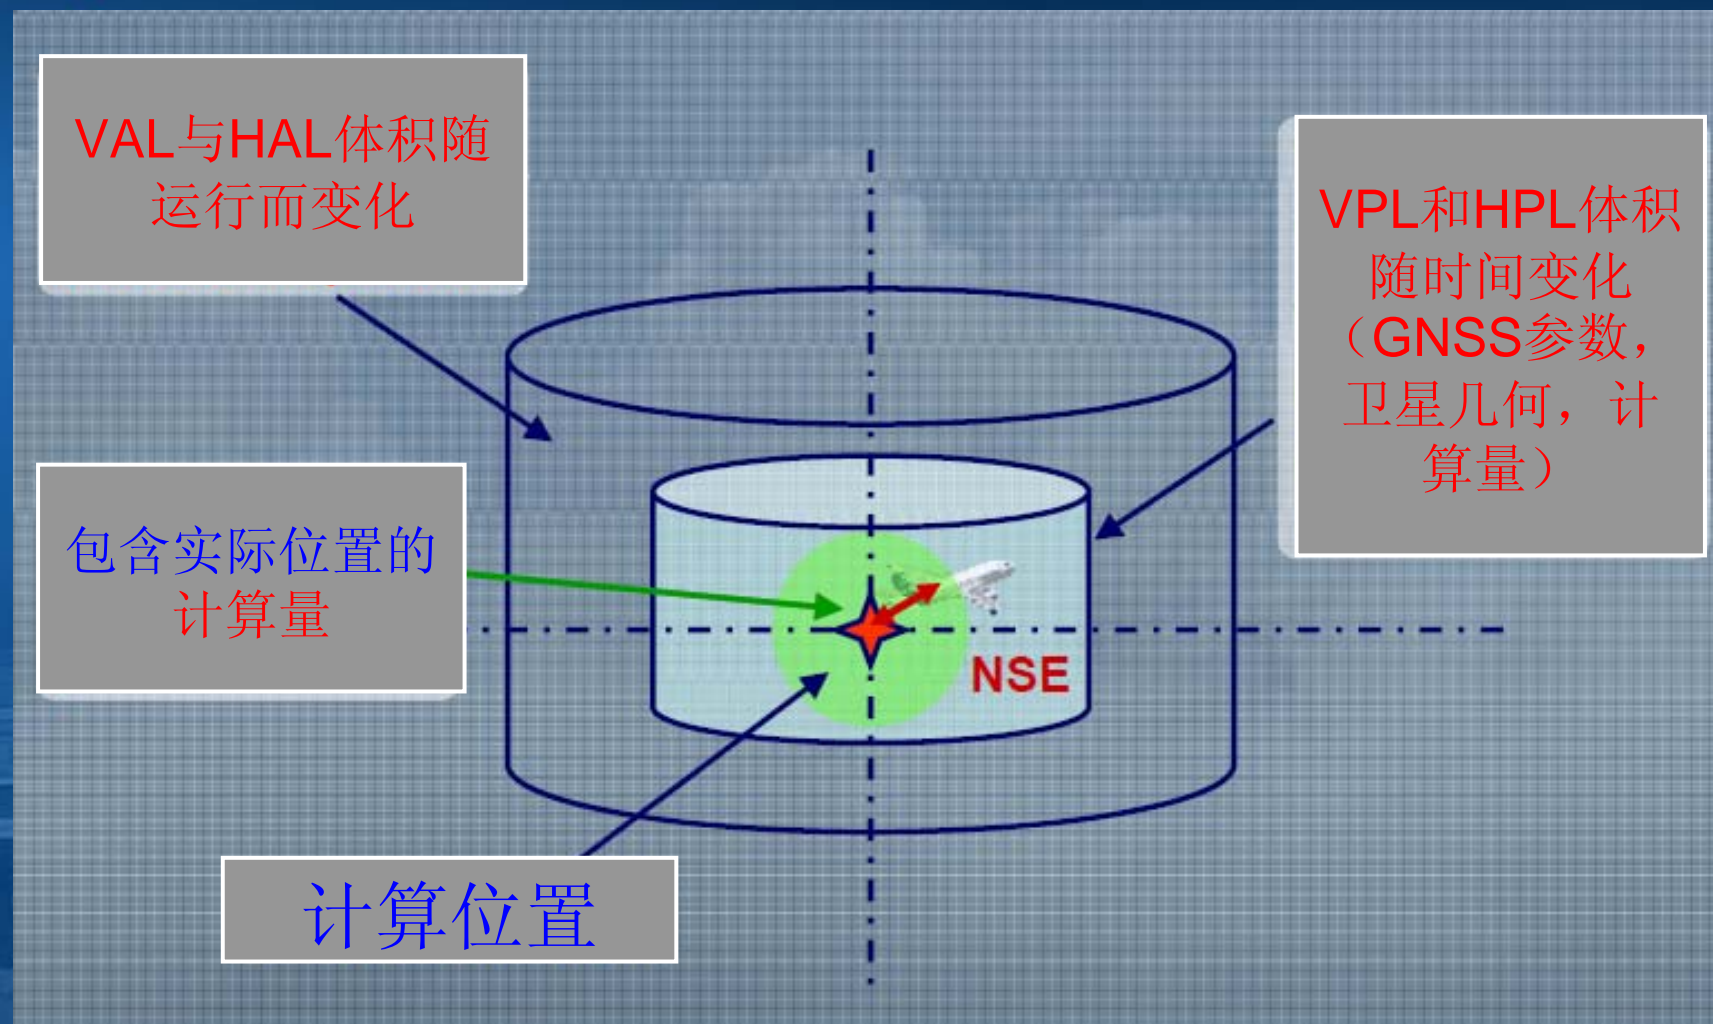 VAL与HAL体积随
运行而变化
VPL和HPL体积
随时间变化
（GNSS参数，
卫星几何，计
算量）
包含实际位置的
计算量
NSE
计算位置